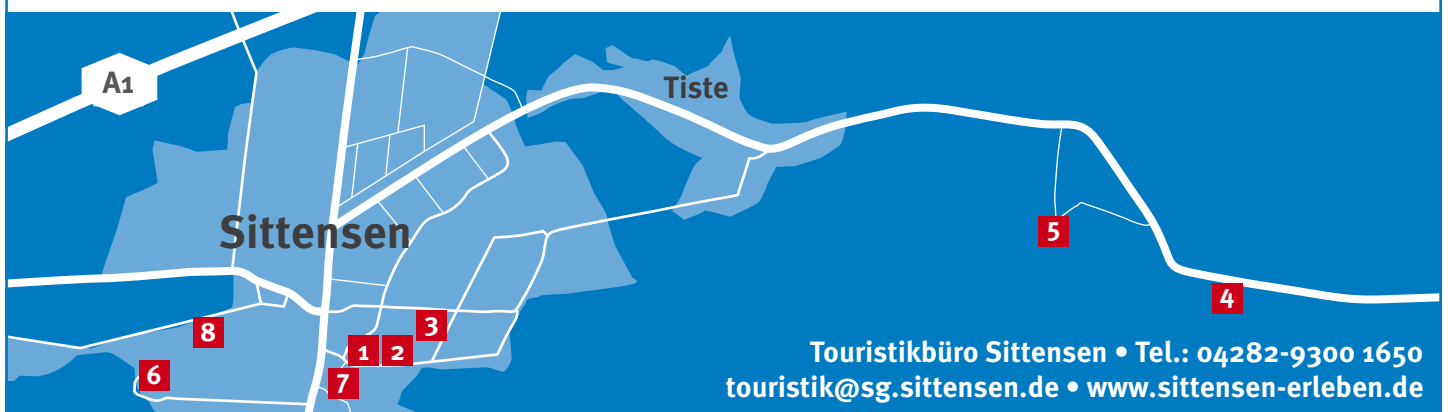 A1
Tiste
Sittensen
5
4
3
8
1 2
6
7
Touristikbüro Sittensen • Tel.: 04282-9300 1650
touristik@sg.sittensen.de • www.sittensen-erleben.de